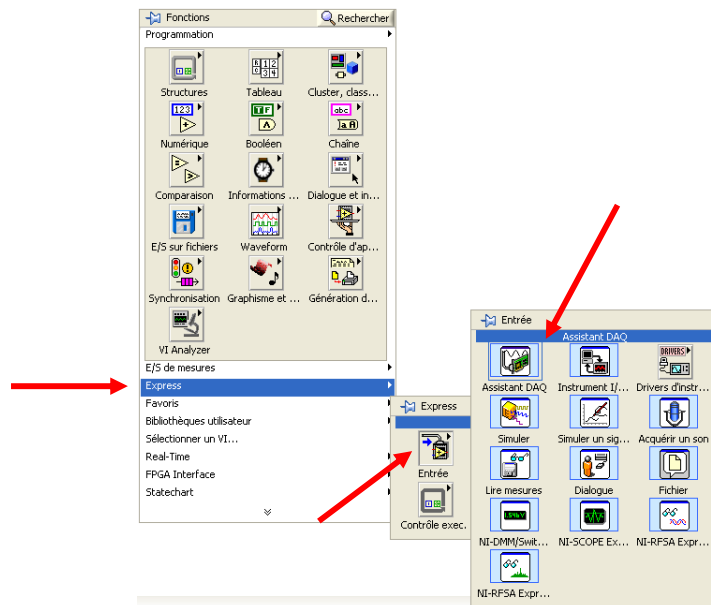 Fonctions
Rechercher
Programmation
Structures
Tableau
Cluster, class...
Numérique
Booléen
Chaîne
Comparaison
Informations ...
Dialogue et in...
E/S sur fichiers
Waveform
Contrôle d'ap...
Synchronisation
Graphisme et ...
Génération d...
VI Analyzer
E/S de mesures
Express
Favoris
Bibliothèques utilisateur
Sélectionner un VI...
Real-Time
FPGA Interface
Statechart
Express
Entrée
Contrôle exec.
Entrée
Assistant DAQ
Assistant DAQ
Instrument I/...
Drivers d'instr...
Simuler
Simuler un sig...
Acquérir un son
Lire mesures
Dialogue
Fichier
NI-DMM/Swit...
NI-SCOPE Ex...
NI-RFSA Expr...
NI-RFSA Expr...